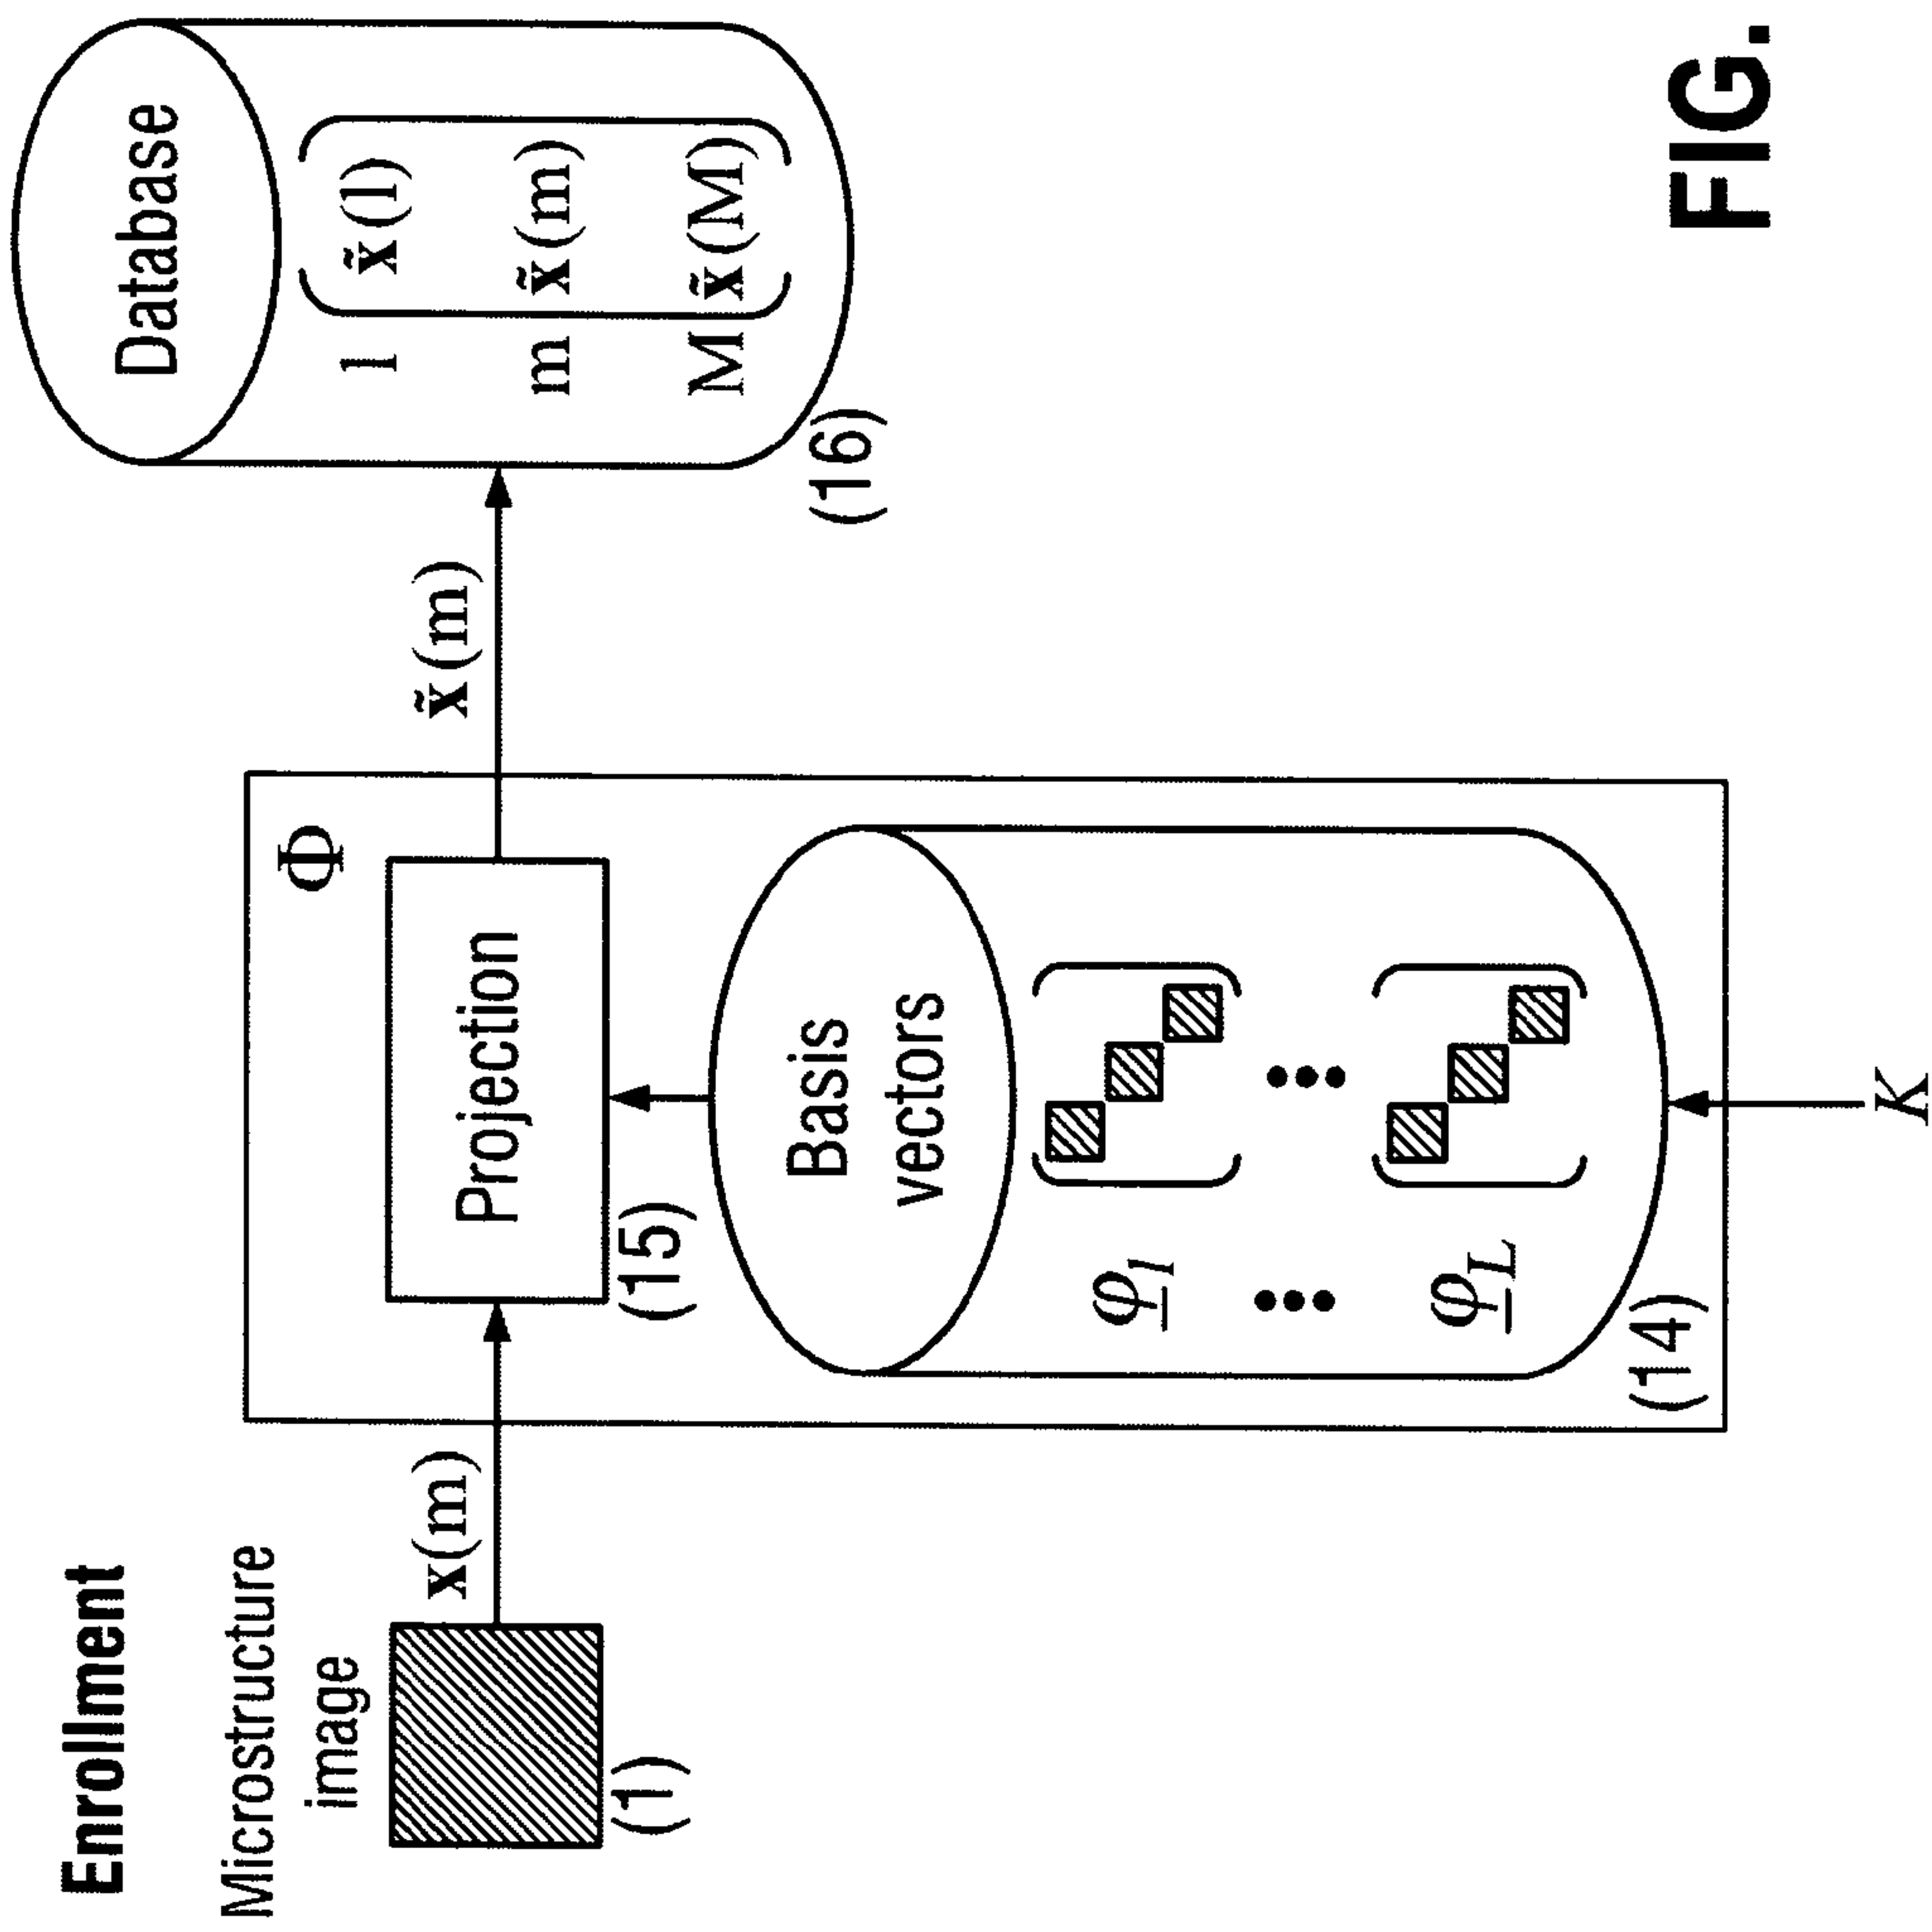 Enrollment
Microstructure
image
(1)
x(m)
Φ
Projection
(15)
Basis
vectors
φ1
•••
•••
φL
(14)
K
x̃(m)
Database
1 x̃(1)
m x̃(m)
M x̃(M)
(16)
FIG.